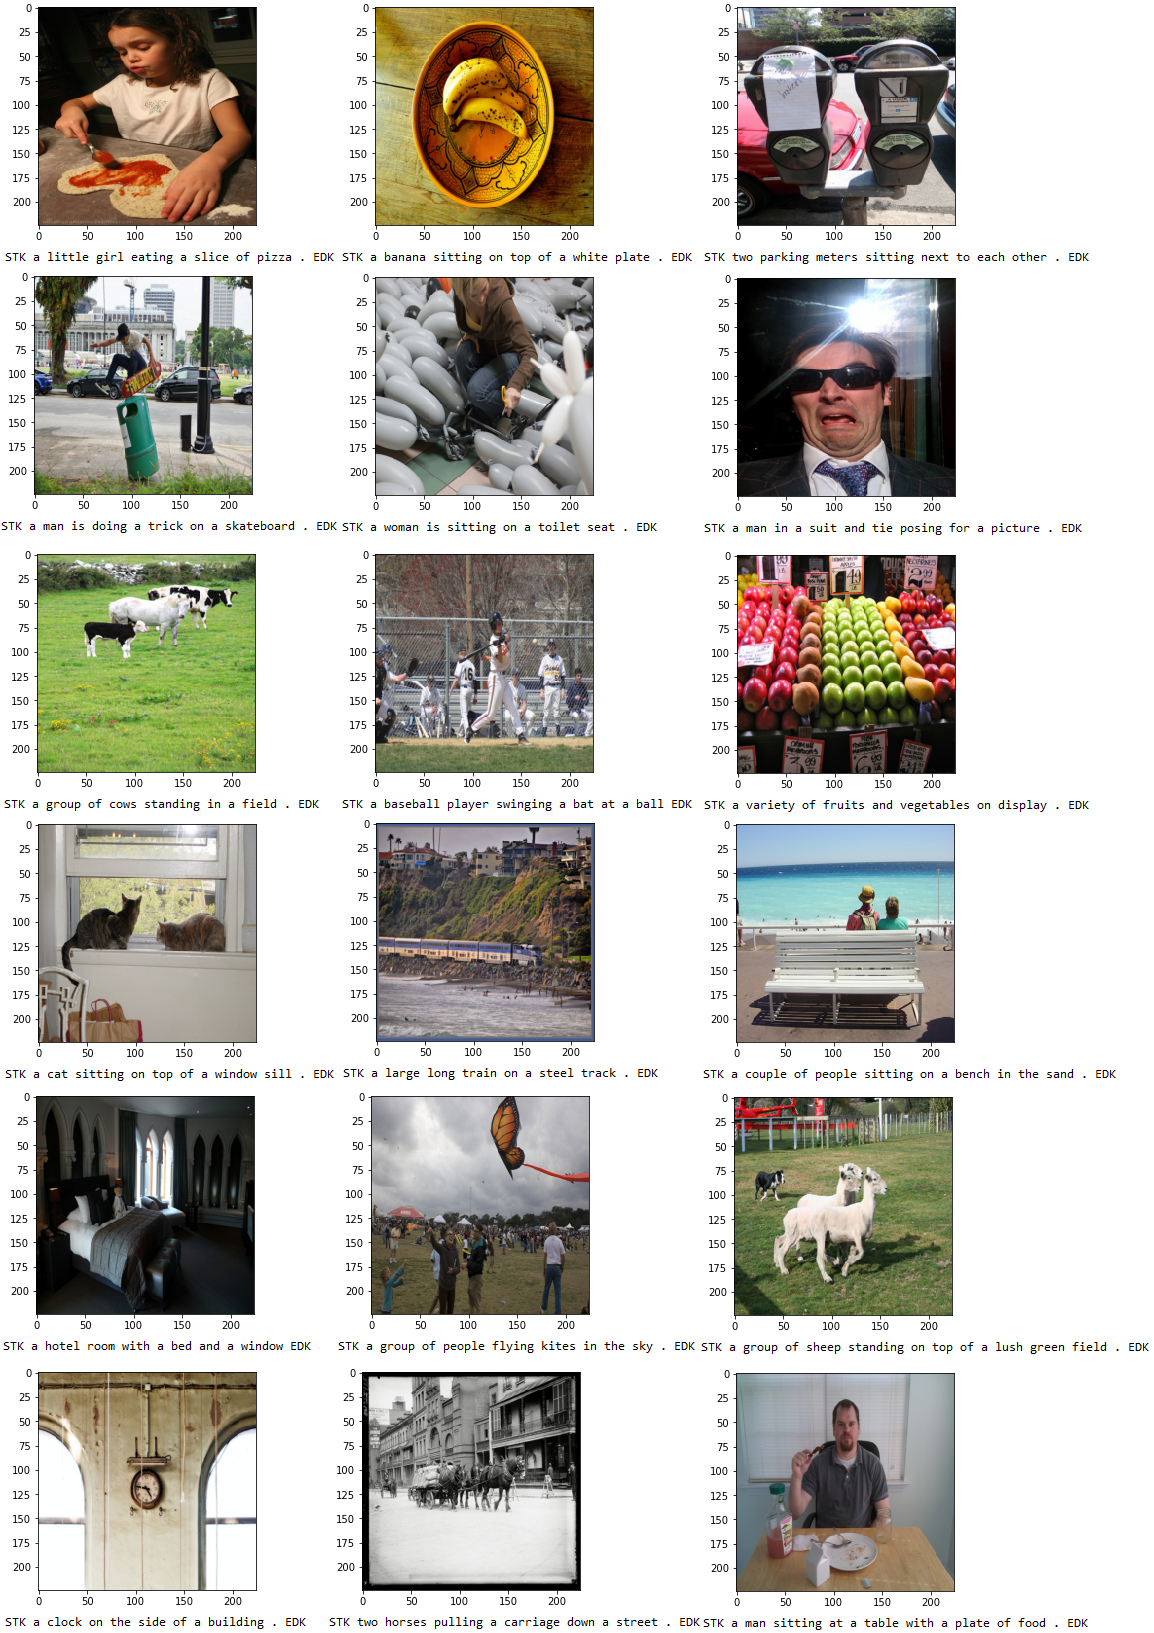 0 0 0
25 25 25
50 50 50
75 75 75
100 100 100
125 125 125
150 150 150
175 175 175
200 200 200
0 50 100 150 200 0 50 100 150 200 0 50 100 150 200
STK a little girl eating a slice of pizza . EDK STK a banana sitting on top of a white plate . EDK STK two parking meters sitting next to each other . EDK
0 0 0
25 25 25
50 50 50
75 75 75
100 100 100
125 125 125
150 150 150
175 175 175
200 200 200
0 50 100 150 200 0 50 100 150 200 0 50 100 150 200
STK a man is doing a trick on a skateboard . EDK STK a woman is sitting on a toilet seat . EDK STK a man in a suit and tie posing for a picture . EDK
0 0 0
25 25 49 NECTARINES 2 99 25
50 50 50
75 16 75 75
100 100 100
125 125 125
150 150 150
175 175 175
200 200 200
0 50 100 150 200 0 50 100 150 200 0 50 100 150 200
STK a group of cows standing in a field . EDK STK a baseball player swinging a bat at a ball EDK STK a variety of fruits and vegetables on display . EDK
0 0 0
25 25 25
50 50 50
75 75 75
100 100 100
125 125 125
150 150 150
175 175 175
200 200 200
0 50 100 150 200 0 50 100 150 200 0 50 100 150 200
STK a cat sitting on top of a window sill . EDK STK a large long train on a steel track . EDK STK a couple of people sitting on a bench in the sand . EDK
0 0 0
25 25 25
50 50 50
75 75 75
100 100 100
125 125 125
150 150 150
175 175 175
200 200 200
0 50 100 150 200 0 50 100 150 200 0 50 100 150 200
STK a hotel room with a bed and a window EDK STK a group of people flying kites in the sky . EDK STK a group of sheep standing on top of a lush green field . EDK
0 0 0
25 25 25
50 50 50
75 75 75
100 100 100
125 125 125
150 150 150
175 175 175
200 200 200
0 50 100 150 200 0 50 100 150 200 0 50 100 150 200
STK a clock on the side of a building . EDK STK two horses pulling a carriage down a street . EDK STK a man sitting at a table with a plate of food . EDK